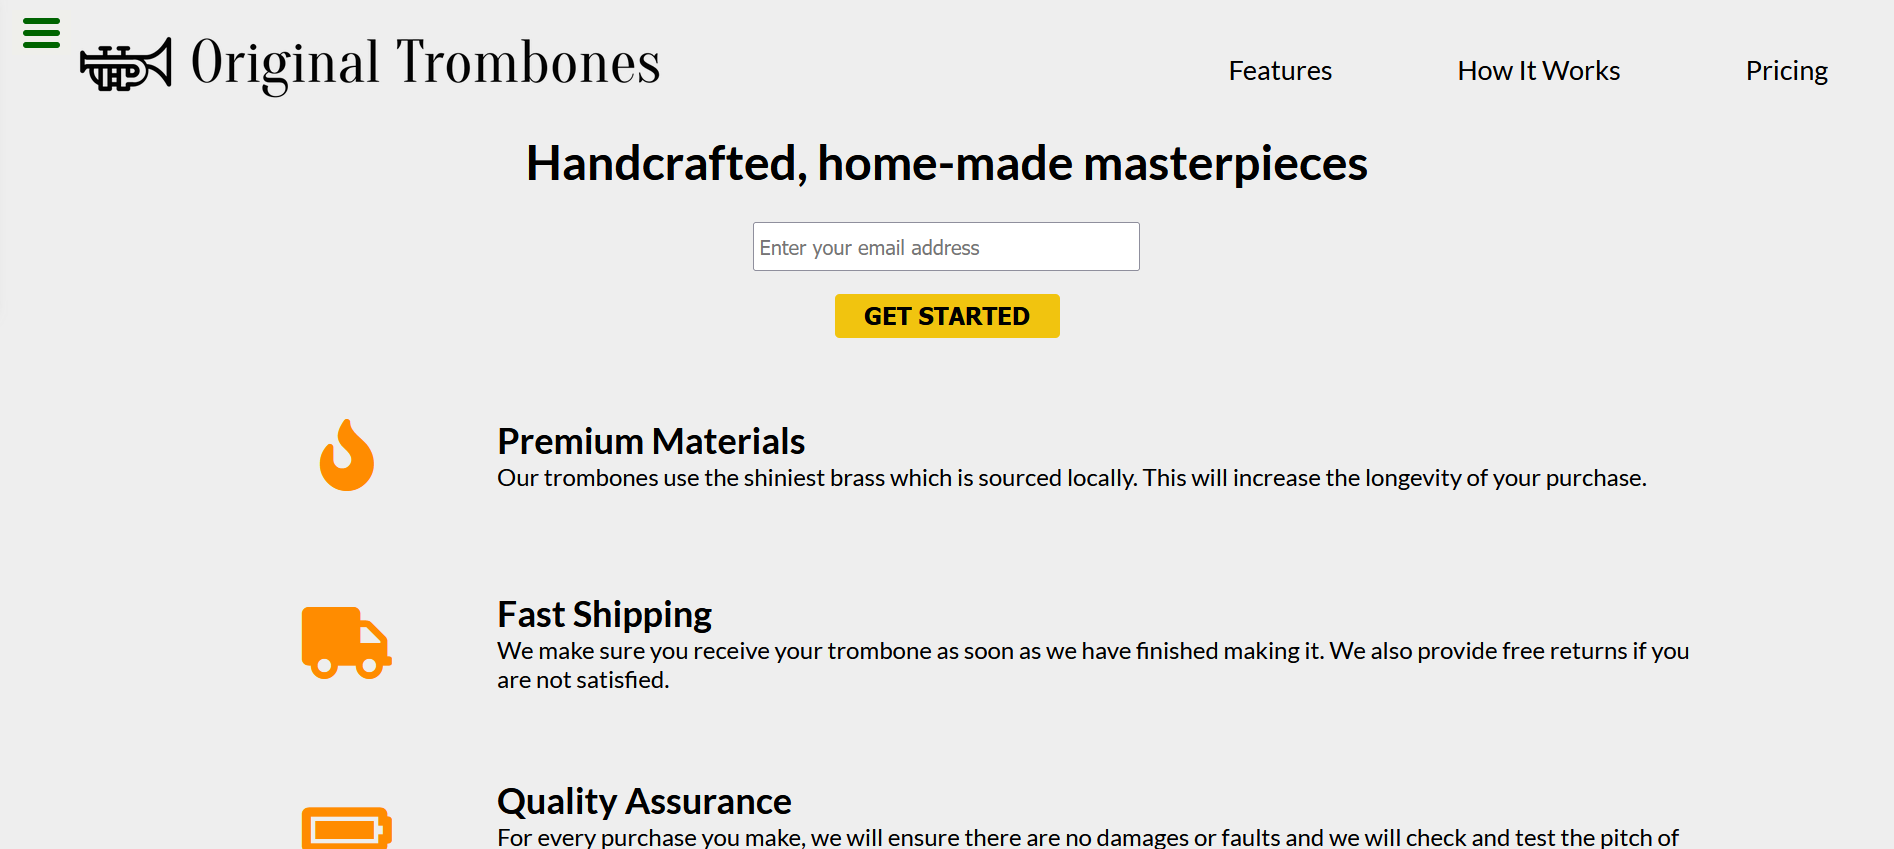 Original Trombones
Features
How It Works
Pricing
Handcrafted, home-made masterpieces
Enter your email address
GET STARTED
Premium Materials
Our trombones use the shiniest brass which is sourced locally. This will increase the longevity of your purchase.
Fast Shipping
We make sure you receive your trombone as soon as we have finished making it. We also provide free returns if you
are not satisfied.
Quality Assurance
For every purchase you make, we will ensure there are no damages or faults and we will check and test the pitch of